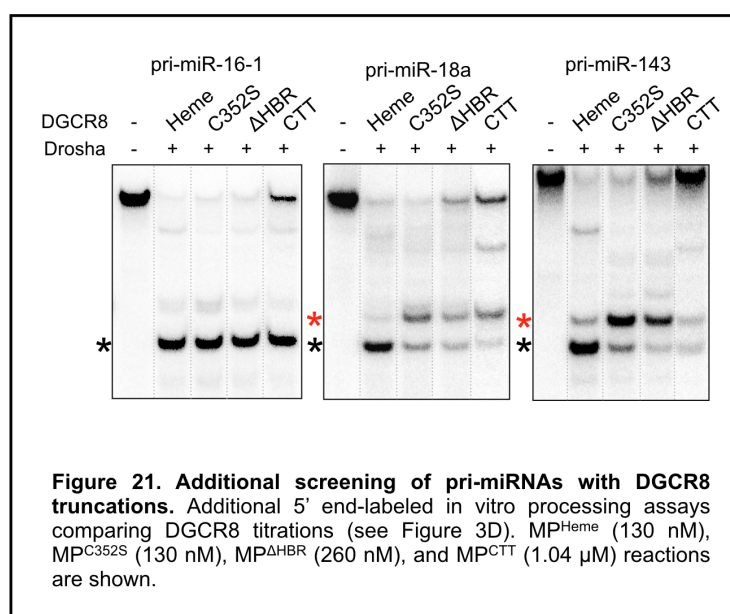 pri-miR-16-1 pri-miR-18a pri-miR-143
DGCR8 - Heme C352S ΔHBR CTT - Heme C352S ΔHBR CTT - Heme C352S ΔHBR CTT
Drosha - + + + + - + + + + - + + + +
* *
* * *
Figure 21. Additional screening of pri-miRNAs with DGCR8
truncations. Additional 5’ end-labeled in vitro processing assays
comparing DGCR8 titrations (see Figure 3D). MPHeme (130 nM),
MPC352S (130 nM), MPΔHBR (260 nM), and MPCTT (1.04 µM) reactions
are shown.